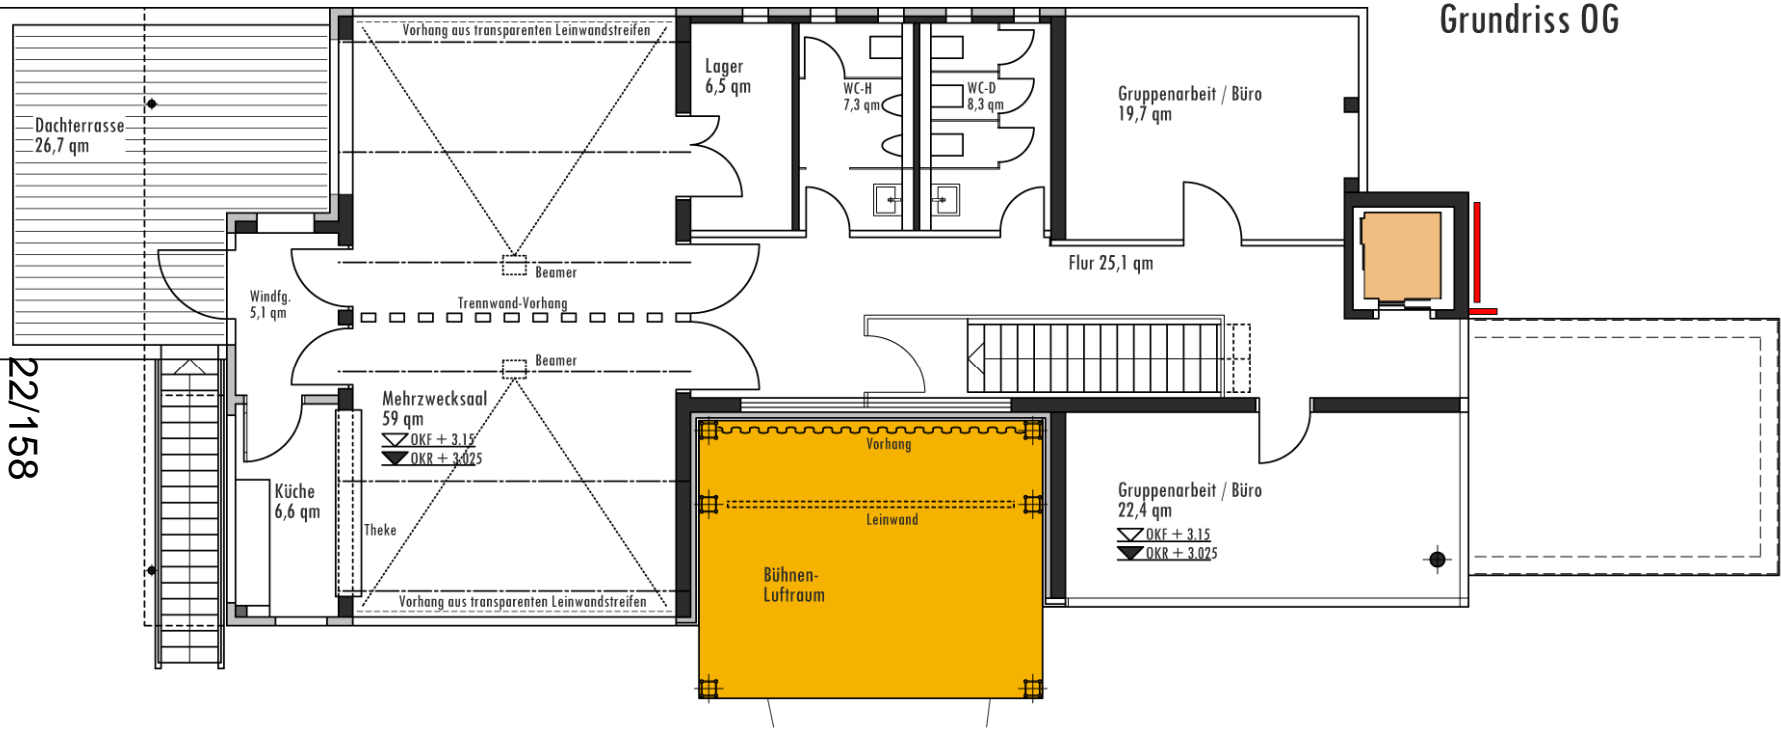 Grundriss OG
Vorhang aus transparenten Leinwandstreifen
Lager
6,5 qm
WC-H
7,3 qm
WC-D
8,3 qm
Gruppenarbeit / Büro
19,7 qm
Dachterrasse
26,7 qm
Beamer
Flur 25,1 qm
Windfg.
5,1 qm
Trennwand-Vorhang
Beamer
22/158
Mehrzwecksaal
59 qm
OKF + 3.15
OKR + 3.025
Vorhang
Küche
6,6 qm
Theke
Leinwand
Gruppenarbeit / Büro
22,4 qm
OKF + 3.15
OKR + 3.025
Bühnen-
Luftraum
Vorhang aus transparenten Leinwandstreifen